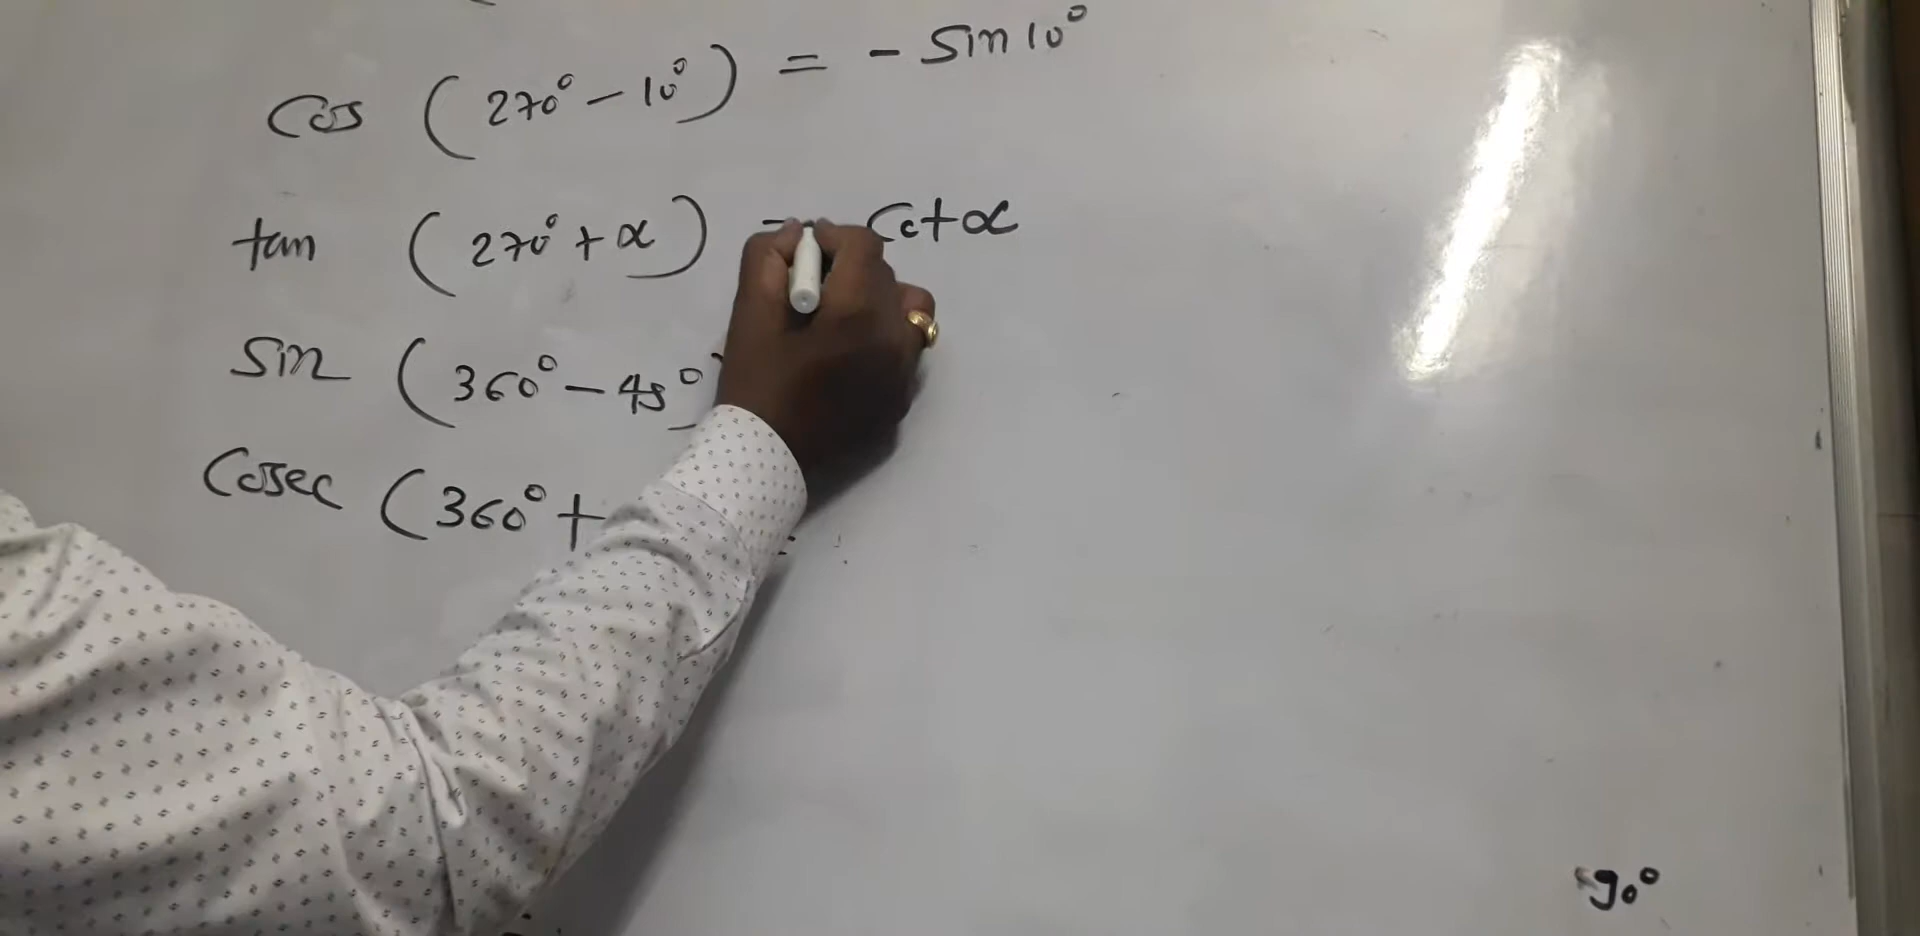 cos (270° - 10°) = - sin 10°
tan (270° + α) = cot α
sin (360° - 45°)
cosec (360° +
90°